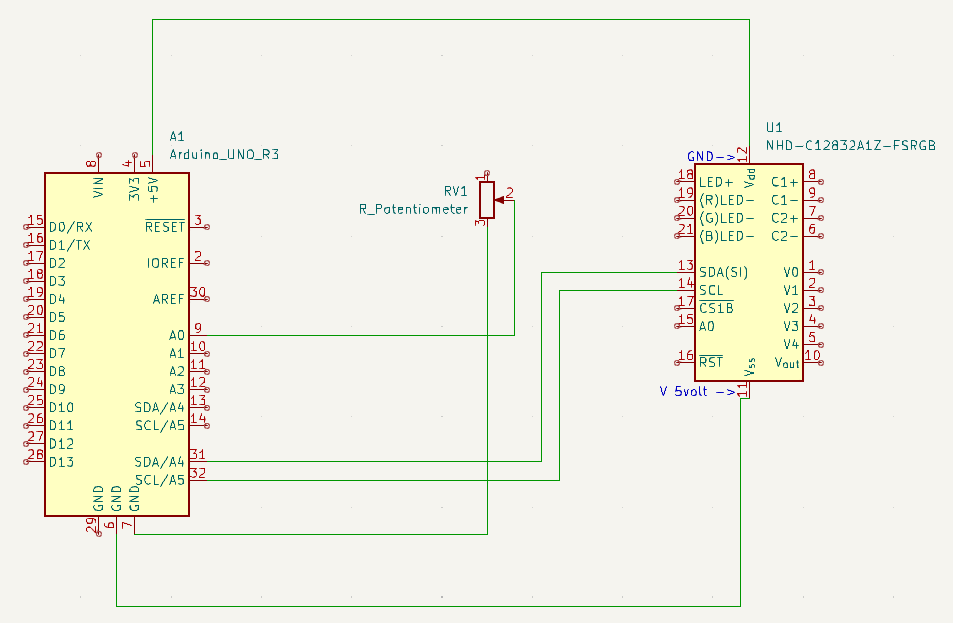 A1
Arduino_UNO_R3
8
4
5
VIN
3V3
+5V
15 D0/RX
16 D1/TX
17 D2
18 D3
19 D4
20 D5
21 D6
22 D7
23 D8
24 D9
25 D10
26 D11
27 D12
28 D13
RESET 3
IOREF 2
AREF 30
A0 9
A1 10
A2 11
A3 12
SDA/A4 13
SCL/A5 14
SDA/A4 31
SCL/A5 32
GND
GND
GND
29
6
7
RV1
R_Patentiometer
1
2
3
U1
NHD-C12832A1Z-FSRGB
GND->
12
Vdd
18 LED+
19 (R)LED-
20 (G)LED-
21 (B)LED-
13 SDA(SI)
14 SCL
17 CS1B
15 A0
16 RST
C1+ 8
C1- 9
C2+ 7
C2- 6
V0 1
V1 2
V2 3
V3 4
V4 5
Vout 10
Vss
11
V 5volt ->